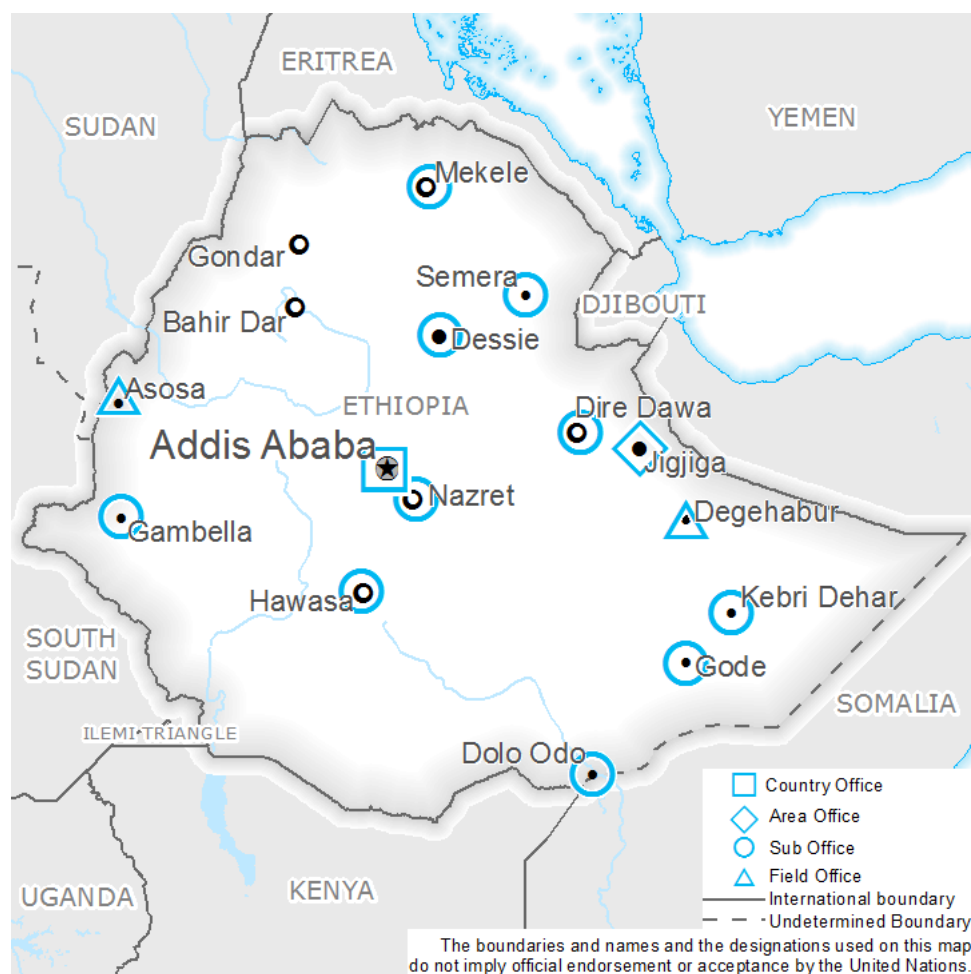 ERITREA
SUDAN
YEMEN
Mekele
Gondar
Semera
DJIBOUTI
Bahir Dar
Dessie
Asosa
ETHIOPIA
Dire Dawa
Addis Ababa
Jigjiga
Nazret
Degehabur
Gambella
Hawasa
Kebri Dehar
SOUTH
SUDAN
Gode
SOMALIA
ILEMI TRIANGLE
Dolo Odo
Country Office
Area Office
Sub Office
Field Office
UGANDA
KENYA
International boundary
Undetermined Boundary
The boundaries and names and the designations used on this map
do not imply official endorsement or acceptance by the United Nations.